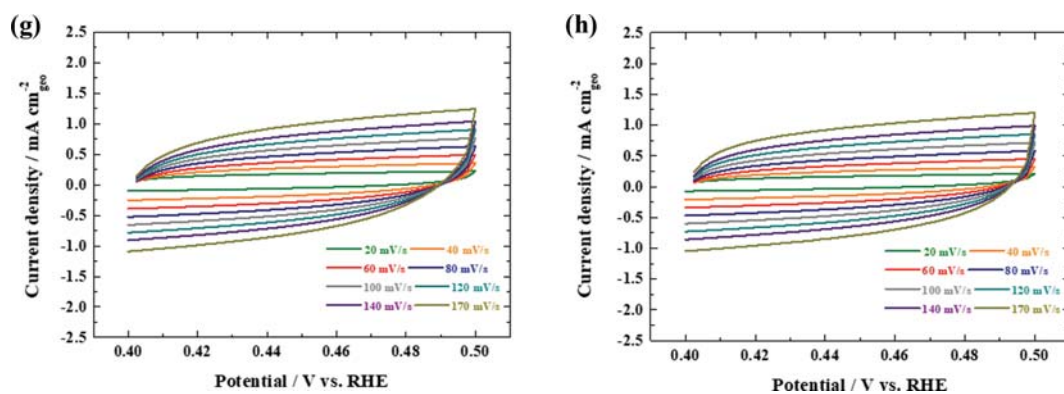 (g)
Current density / mA cm-2geo
2.5
2.0
1.5
1.0
0.5
0.0
-0.5
-1.0
-1.5
-2.0
-2.5
20 mV/s 40 mV/s
60 mV/s 80 mV/s
100 mV/s 120 mV/s
140 mV/s 170 mV/s
0.40 0.42 0.44 0.46 0.48 0.50
Potential / V vs. RHE
(h)
Current density / mA cm-2geo
2.5
2.0
1.5
1.0
0.5
0.0
-0.5
-1.0
-1.5
-2.0
-2.5
20 mV/s 40 mV/s
60 mV/s 80 mV/s
100 mV/s 120 mV/s
140 mV/s 170 mV/s
0.40 0.42 0.44 0.46 0.48 0.50
Potential / V vs. RHE